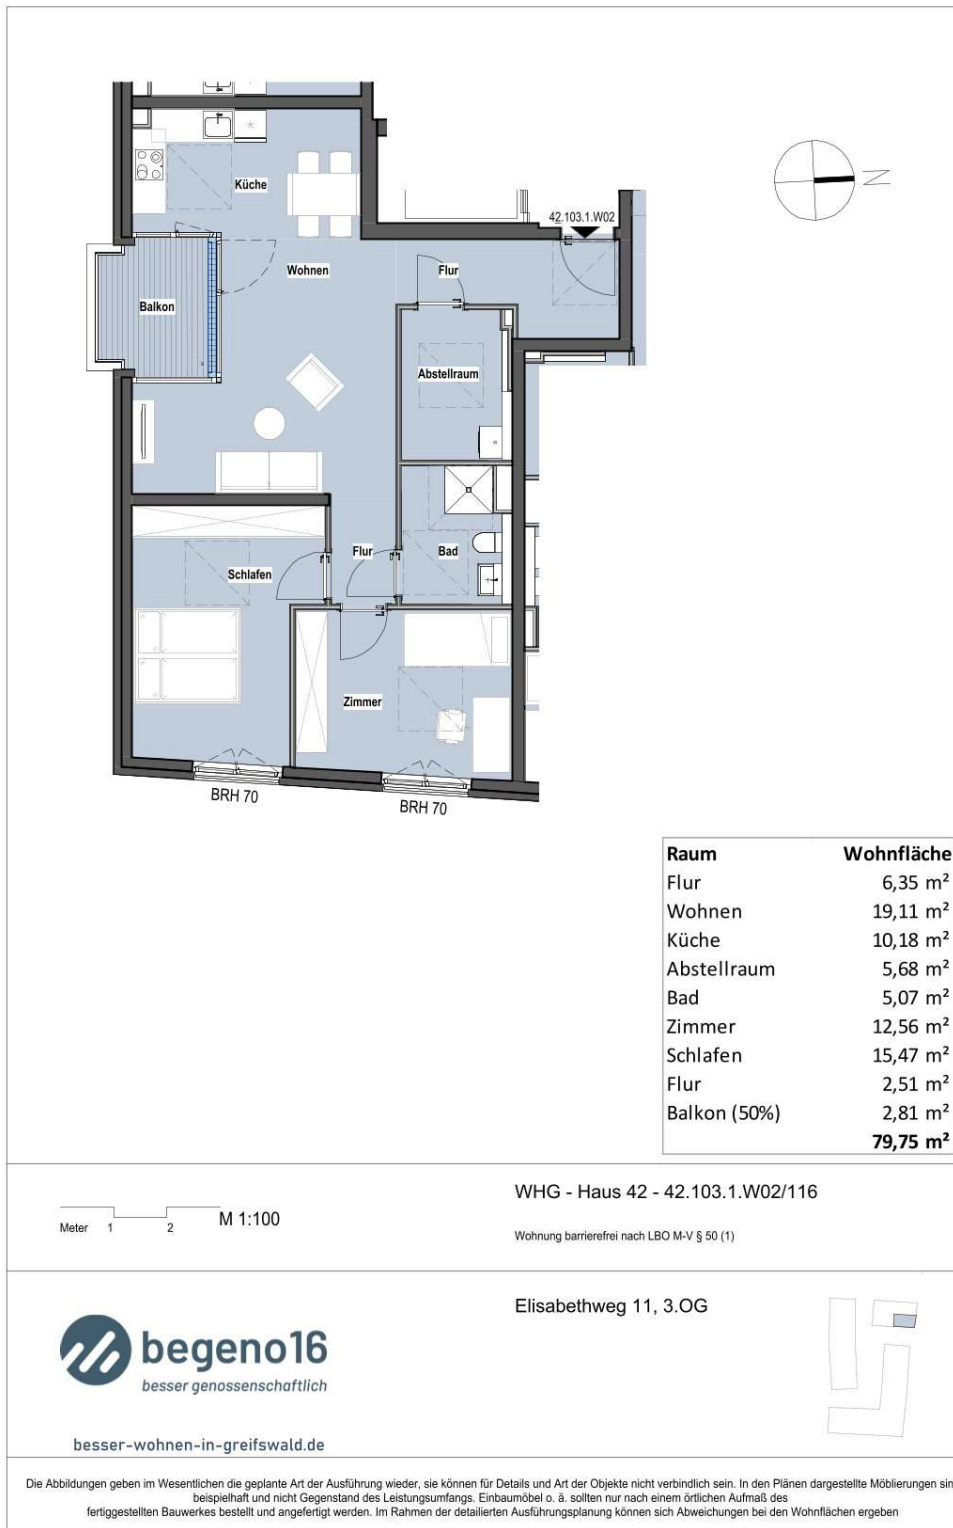 Küche
42.103.1.W02
Wohnen
Flur
N
Balkon
Abstellraum
Flur
Bad
Schlafen
Zimmer
BRH 70
BRH 70
Raum Wohnfläche
Flur 6,35 m²
Wohnen 19,11 m²
Küche 10,18 m²
Abstellraum 5,68 m²
Bad 5,07 m²
Zimmer 12,56 m²
Schlafen 15,47 m²
Flur 2,51 m²
Balkon (50%) 2,81 m²
79,75 m²
Meter 1 2 M 1:100
WHG - Haus 42 - 42.103.1.W02/116
Wohnung barrierefrei nach LBO M-V § 50 (1)
Elisabethweg 11, 3.OG
begeno16
besser genossenschaftlich
besser-wohnen-in-greifswald.de
Die Abbildungen geben im Wesentlichen die geplante Art der Ausführung wieder, sie können für Details und Art der Objekte nicht verbindlich sein. In den Plänen dargestellte Möblierungen sin
beispielhaft und nicht Gegenstand des Leistungsumfangs. Einbaumöbel o. ä. sollten nur nach einem örtlichen Aufmaß des
fertiggestellten Bauwerkes bestellt und angefertigt werden. Im Rahmen der detaillierten Ausführungsplanung können sich Abweichungen bei den Wohnflächen ergeben